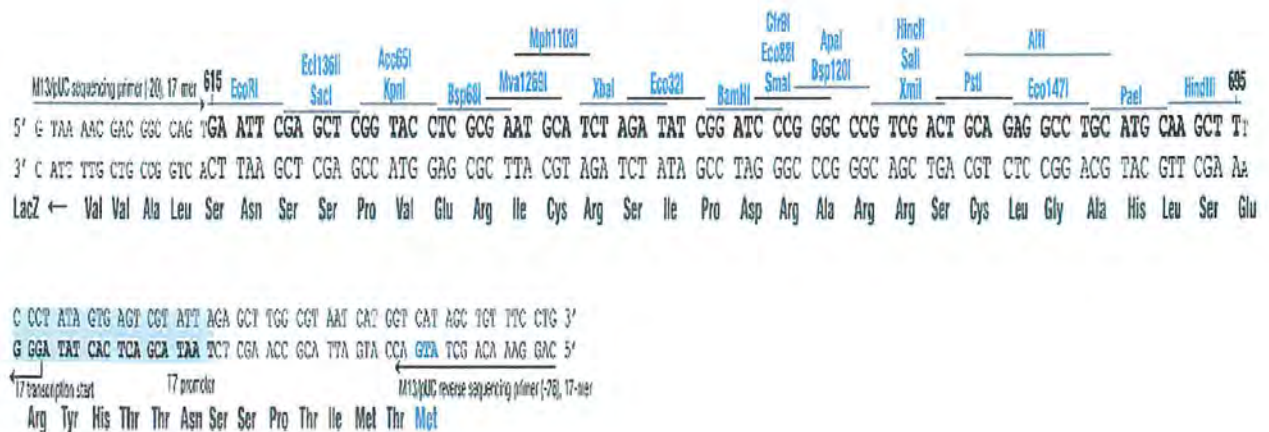 Mph1103I
Cfr9I
Eco88I
SmaI
ApaI
Bsp120I
HincII
SalI
XmiI
AlfI
Ecl136II
SacI
Acc65I
KpnI
M13/pUC sequencing primer (-20), 17-mer
615
EcoRI
Bsp68I
Mva1269I
XbaI
Eco32I
BamHI
PstI
Eco147I
PaeI
HindIII
695
5' G TAA AAC GAC GGC CAG TGA ATT CGA GCT CGG TAC CTC GCG AAT GCA TCT AGA TAT CGG ATC CCG GGC CCG TCG ACT GCA GAG GCC TGC ATG CAA GCT TT
3' C ATT TTG CTG CCG GTC ACT TAA GCT CGA GCC ATG GAG CGC TTA CGT AGA TCT ATA GCC TAG GGC CCG GGC AGC TGA CGT CTC CGG ACG TAC GTT CGA AA
LacZ ← Val Val Ala Leu Ser Asn Ser Ser Pro Val Glu Arg Ile Cys Arg Ser Ile Pro Asp Arg Ala Arg Arg Ser Cys Leu Gly Ala His Leu Ser Glu
C CCT ATA GTG AGT CGT ATT AGA GCT TGG CGT AAT CAT GGT CAT AGC TGT TTC CTG 3'
G GGA TAT CAC TCA GCA TAA TCT CGA ACC GCA TTA GTA CCA GTA TCG ACA AAG GAC 5'
T7 transcription start
T7 promoter
M13/pUC reverse sequencing primer (-26), 17-mer
Arg Tyr His Thr Thr Asn Ser Ser Pro Thr Ile Met Thr Met